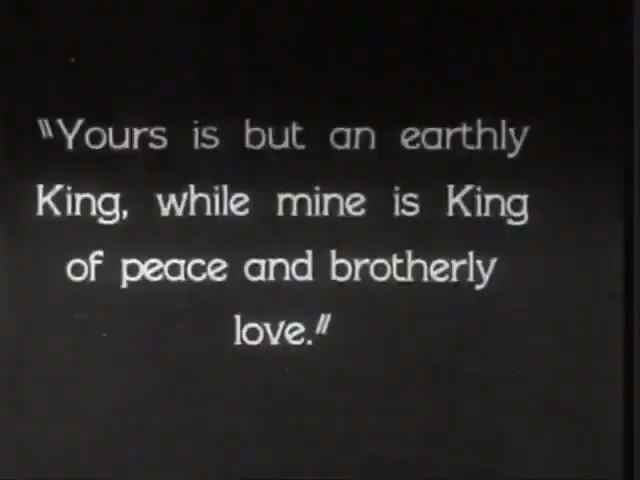 "Yours is but an earthly
King, while mine is King
of peace and brotherly
love."